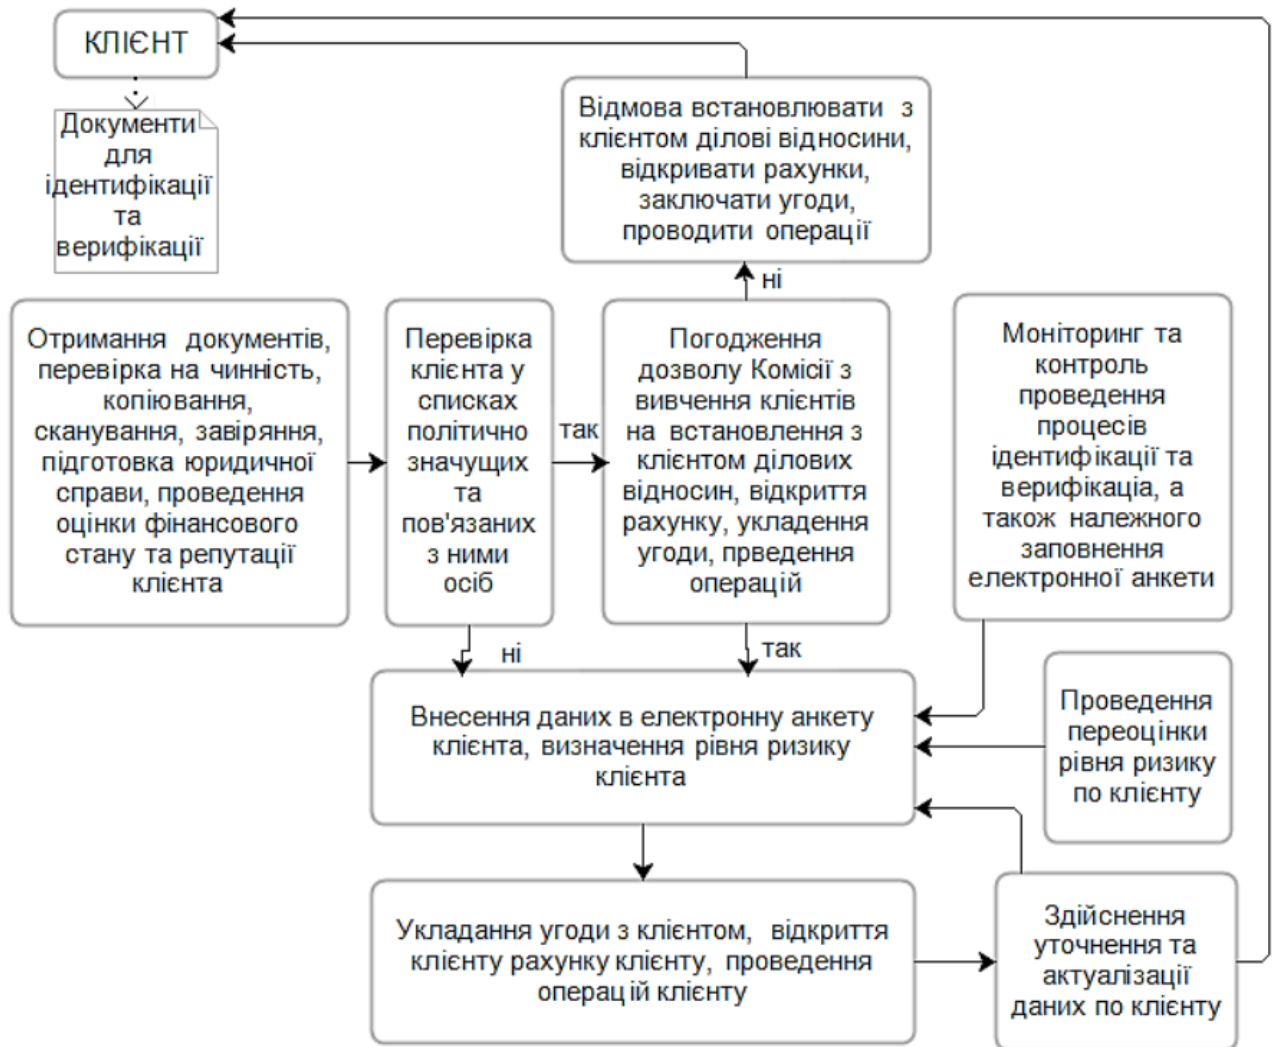 КЛІЄНТ
Документи
для
ідентифікації
та
верифікації
Відмова встановлювати з
клієнтом ділові відносини,
відкривати рахунки,
заключати угоди,
проводити операції
ні
Отримання документів,
перевірка на чинність,
копіювання,
сканування, завіряння,
підготовка юридичної
справи, проведення
оцінки фінансового
стану та репутації
клієнта
Перевірка
клієнта у
списках
політично
значущих
та
пов'язаних
з ними
осіб
так
Погодження
дозволу Комісії з
вивчення клієнтів
на встановлення з
клієнтом ділових
відносин, відкриття
рахунку, укладення
угоди, прведення
операцій
Моніторинг та
контроль
проведення
процесів
ідентифікації та
верифікаціа, а
також належного
заповнення
електронної анкети
ні
так
Внесення даних в електронну анкету
клієнта, визначення рівня ризику
клієнта
Проведення
переоцінки
рівня ризику
по клієнту
Укладання угоди з клієнтом, відкриття
клієнту рахунку клієнту, проведення
операцій клієнту
Здійснення
уточнення та
актуалізації
даних по клієнту